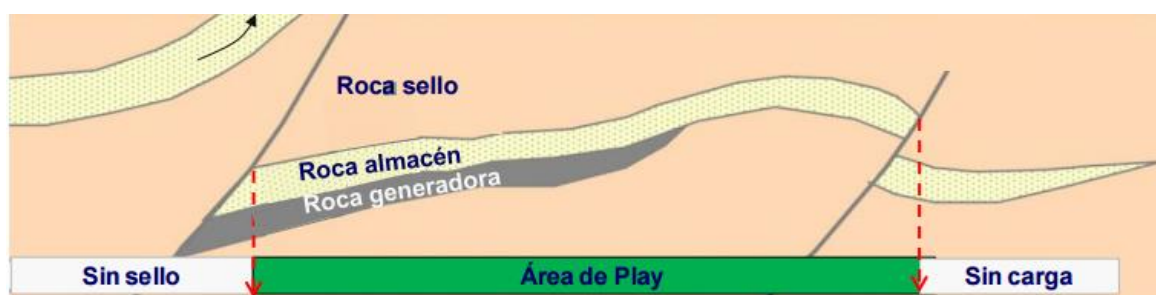 Roca sello
Roca almacén
Roca generadora
Sin sello
Área de Play
Sin carga